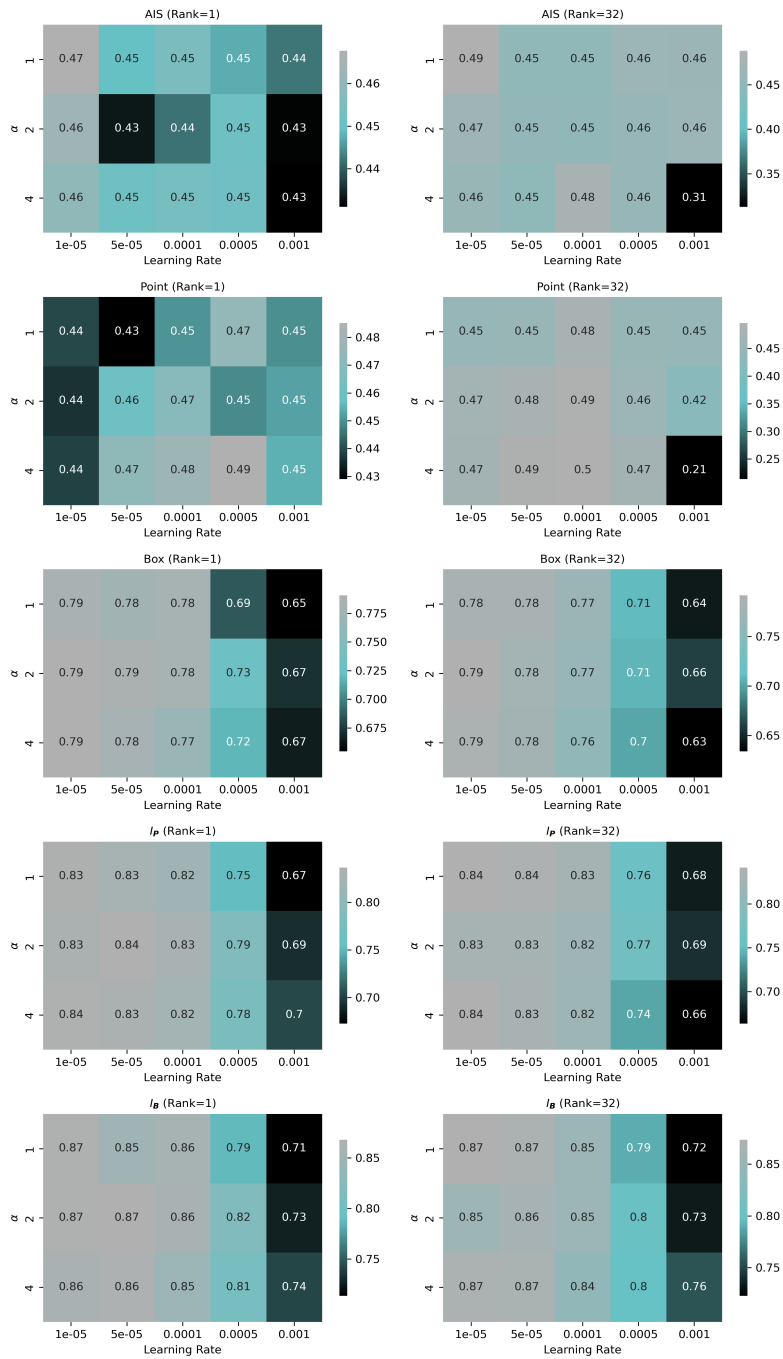 AIS (Rank=1)
α
1 0.47 0.45 0.45 0.45 0.44
2 0.46 0.43 0.44 0.45 0.43
4 0.46 0.45 0.45 0.45 0.43
1e-05 5e-05 0.0001 0.0005 0.001
Learning Rate
0.46
0.45
0.44
AIS (Rank=32)
1 0.49 0.45 0.45 0.46 0.46
2 0.47 0.45 0.45 0.46 0.46
4 0.46 0.45 0.48 0.46 0.31
1e-05 5e-05 0.0001 0.0005 0.001
Learning Rate
0.45
0.40
0.35
Point (Rank=1)
α
1 0.44 0.43 0.45 0.47 0.45
2 0.44 0.46 0.47 0.45 0.45
4 0.44 0.47 0.48 0.49 0.45
1e-05 5e-05 0.0001 0.0005 0.001
Learning Rate
0.48
0.47
0.46
0.45
0.44
0.43
Point (Rank=32)
1 0.45 0.45 0.48 0.45 0.45
2 0.47 0.48 0.49 0.46 0.42
4 0.47 0.49 0.5 0.47 0.21
1e-05 5e-05 0.0001 0.0005 0.001
Learning Rate
0.45
0.40
0.35
0.30
0.25
Box (Rank=1)
α
1 0.79 0.78 0.78 0.69 0.65
2 0.79 0.79 0.78 0.73 0.67
4 0.79 0.78 0.77 0.72 0.67
1e-05 5e-05 0.0001 0.0005 0.001
Learning Rate
0.775
0.750
0.725
0.700
0.675
Box (Rank=32)
1 0.78 0.78 0.77 0.71 0.64
2 0.79 0.78 0.77 0.71 0.66
4 0.79 0.78 0.76 0.7 0.63
1e-05 5e-05 0.0001 0.0005 0.001
Learning Rate
0.75
0.70
0.65
I_P (Rank=1)
α
1 0.83 0.83 0.82 0.75 0.67
2 0.83 0.84 0.83 0.79 0.69
4 0.84 0.83 0.82 0.78 0.7
1e-05 5e-05 0.0001 0.0005 0.001
Learning Rate
0.80
0.75
0.70
I_P (Rank=32)
1 0.84 0.84 0.83 0.76 0.68
2 0.83 0.83 0.82 0.77 0.69
4 0.84 0.83 0.82 0.74 0.66
1e-05 5e-05 0.0001 0.0005 0.001
Learning Rate
0.80
0.75
0.70
I_B (Rank=1)
α
1 0.87 0.85 0.86 0.79 0.71
2 0.87 0.87 0.86 0.82 0.73
4 0.86 0.86 0.85 0.81 0.74
1e-05 5e-05 0.0001 0.0005 0.001
Learning Rate
0.85
0.80
0.75
I_B (Rank=32)
1 0.87 0.87 0.85 0.79 0.72
2 0.85 0.86 0.85 0.8 0.73
4 0.87 0.87 0.84 0.8 0.76
1e-05 5e-05 0.0001 0.0005 0.001
Learning Rate
0.85
0.80
0.75